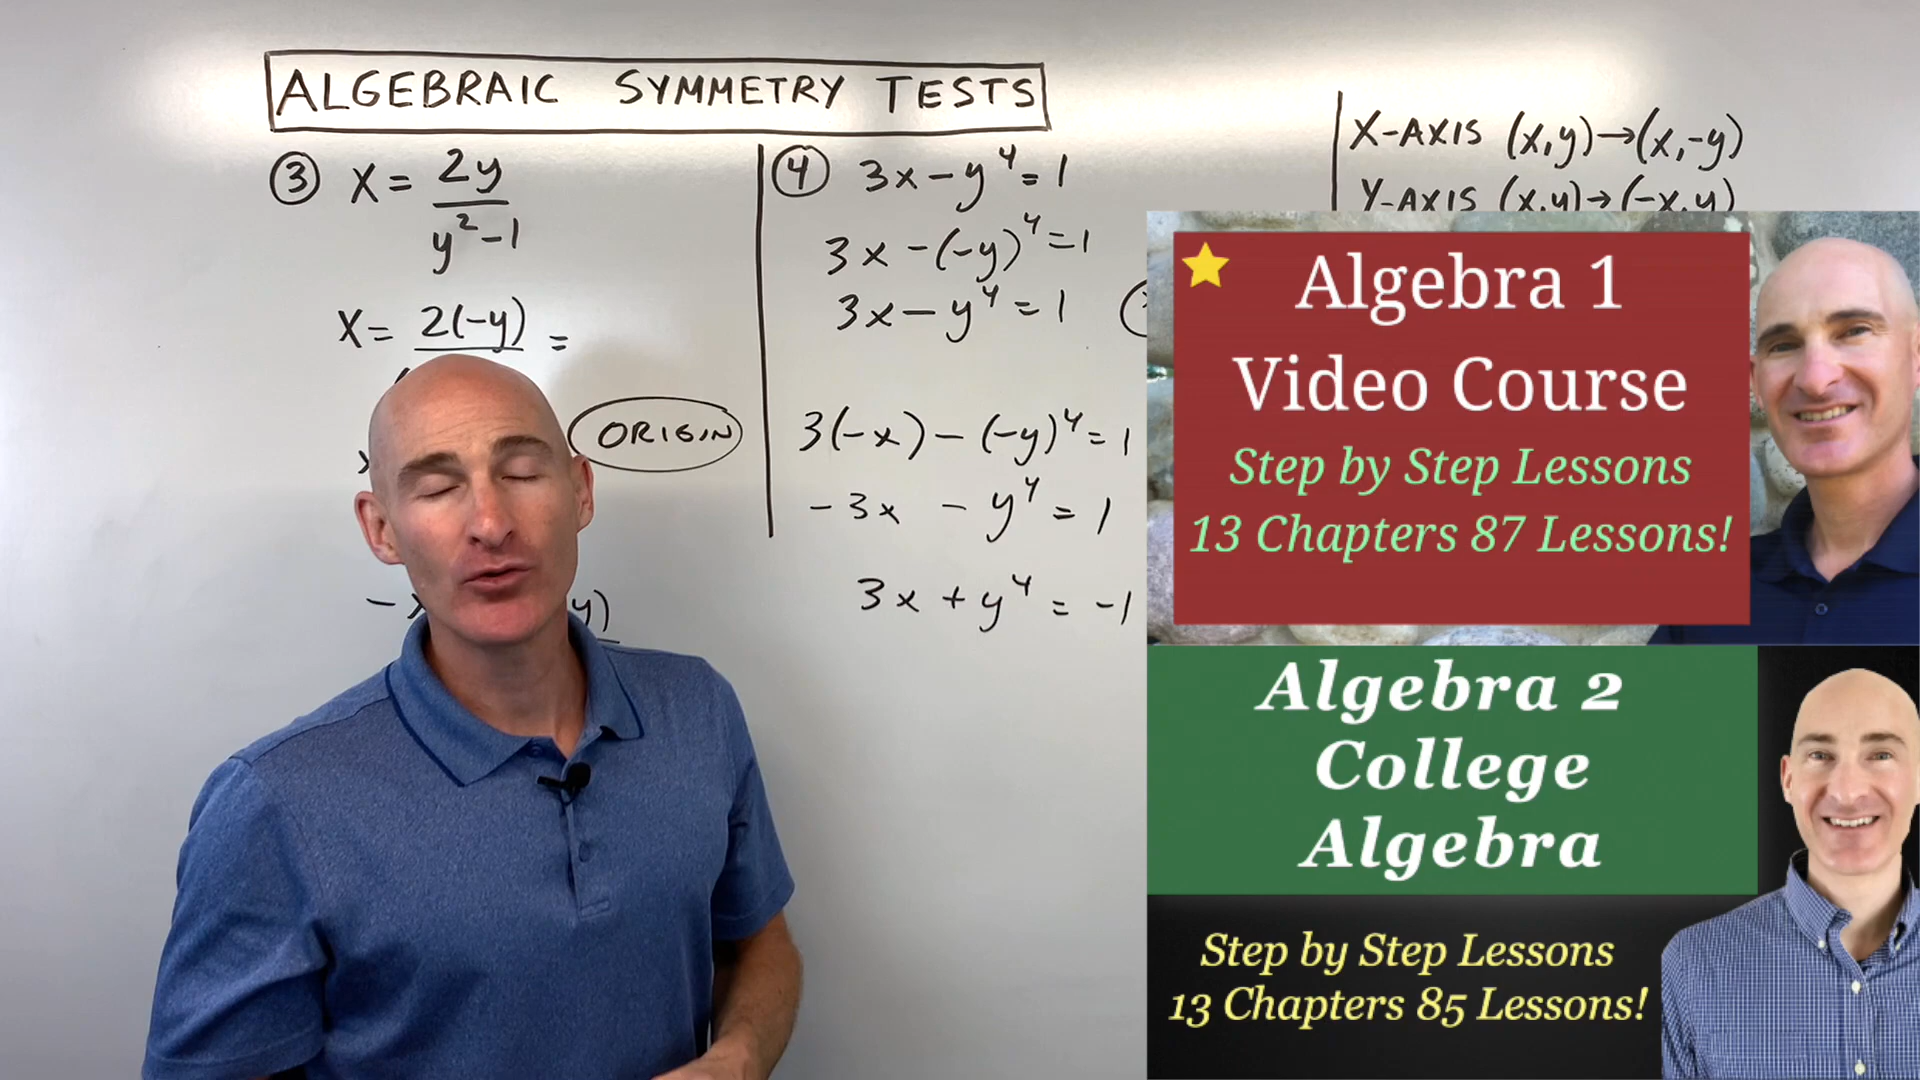 ALGEBRAIC SYMMETRY TESTS
③ x = 2y
y² - 1
x = 2(-y) =
ORIGIN
y)
④ 3x - y⁴ = 1
3x - (-y)⁴ = 1
3x - y⁴ = 1
3(-x) - (-y)⁴ = 1
-3x - y⁴ = 1
3x + y⁴ = -1
X-AXIS (x,y)→(x,-y)
Y-AXIS (x,y)→(-x,y)
Algebra 1
Video Course
Step by Step Lessons
13 Chapters 87 Lessons!
Algebra 2
College
Algebra
Step by Step Lessons
13 Chapters 85 Lessons!